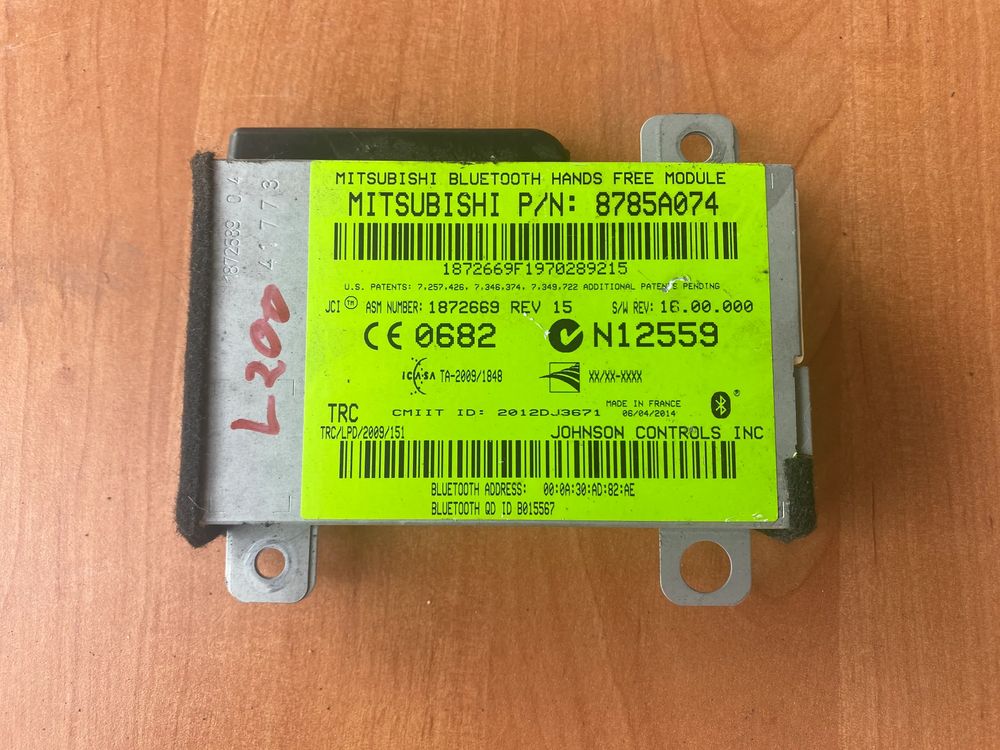 MITSUBISHI BLUETOOTH HANDS FREE MODULE
MITSUBISHI P/N: 8785A074
1872669F1970289215
U.S. PATENTS: 7,257,426, 7,346,374, 7,349,722 ADDITIONAL PATENTS PENDING
JCI TM ASM NUMBER: 1872669 REV 15 S/W REV: 16.00.000
CE 0682 N12559
ICASA TA-2009/1848 XX/XX-XXXX
TRC CMIIT ID: 2012DJ3671 MADE IN FRANCE
06/04/2014
TRC/LPD/2009/151 JOHNSON CONTROLS INC
BLUETOOTH ADDRESS: 00:0A:30:AD:82:AE
BLUETOOTH QD ID B015567
L200
41773